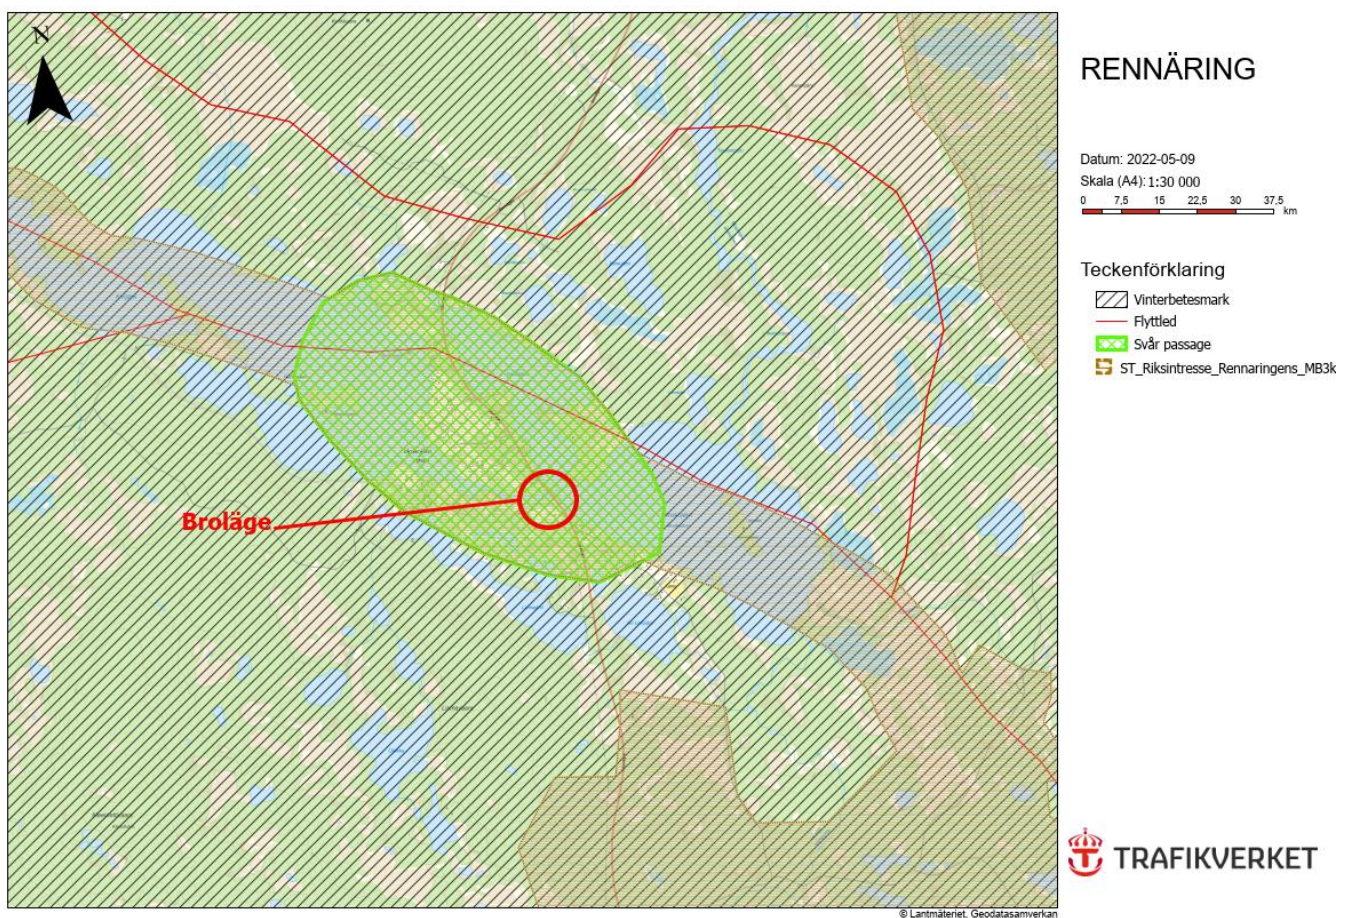 N
RENNÄRING
Datum: 2022-05-09
Skala (A4): 1:30 000
0 7,5 15 22,5 30 37,5
km
Teckenförklaring
Vinterbetesmark
Flyttled
Svår passage
ST_Riksintresse_Rennaringens_MB3k
Broläge
TRAFIKVERKET
© Lantmäteriet, Geodatasamverkan